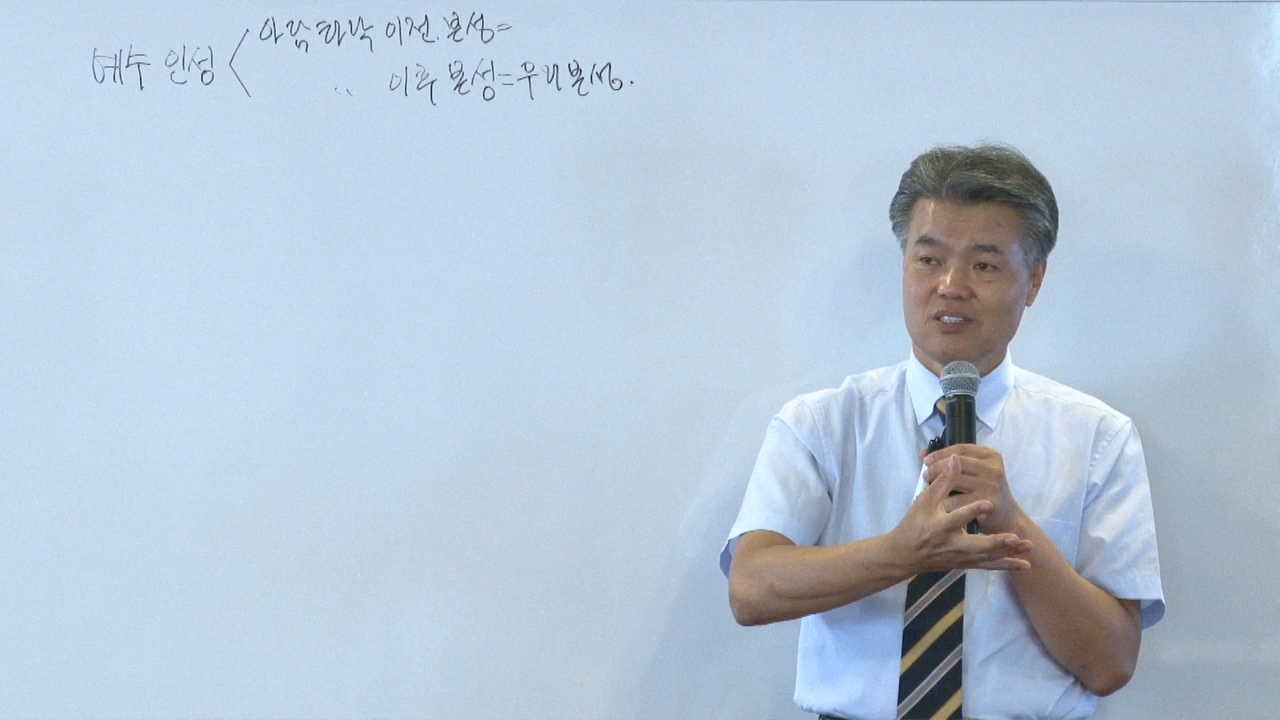 예수 인성 < 아담 타락 이전. 본성=
〃 이후 본성=우리본성.